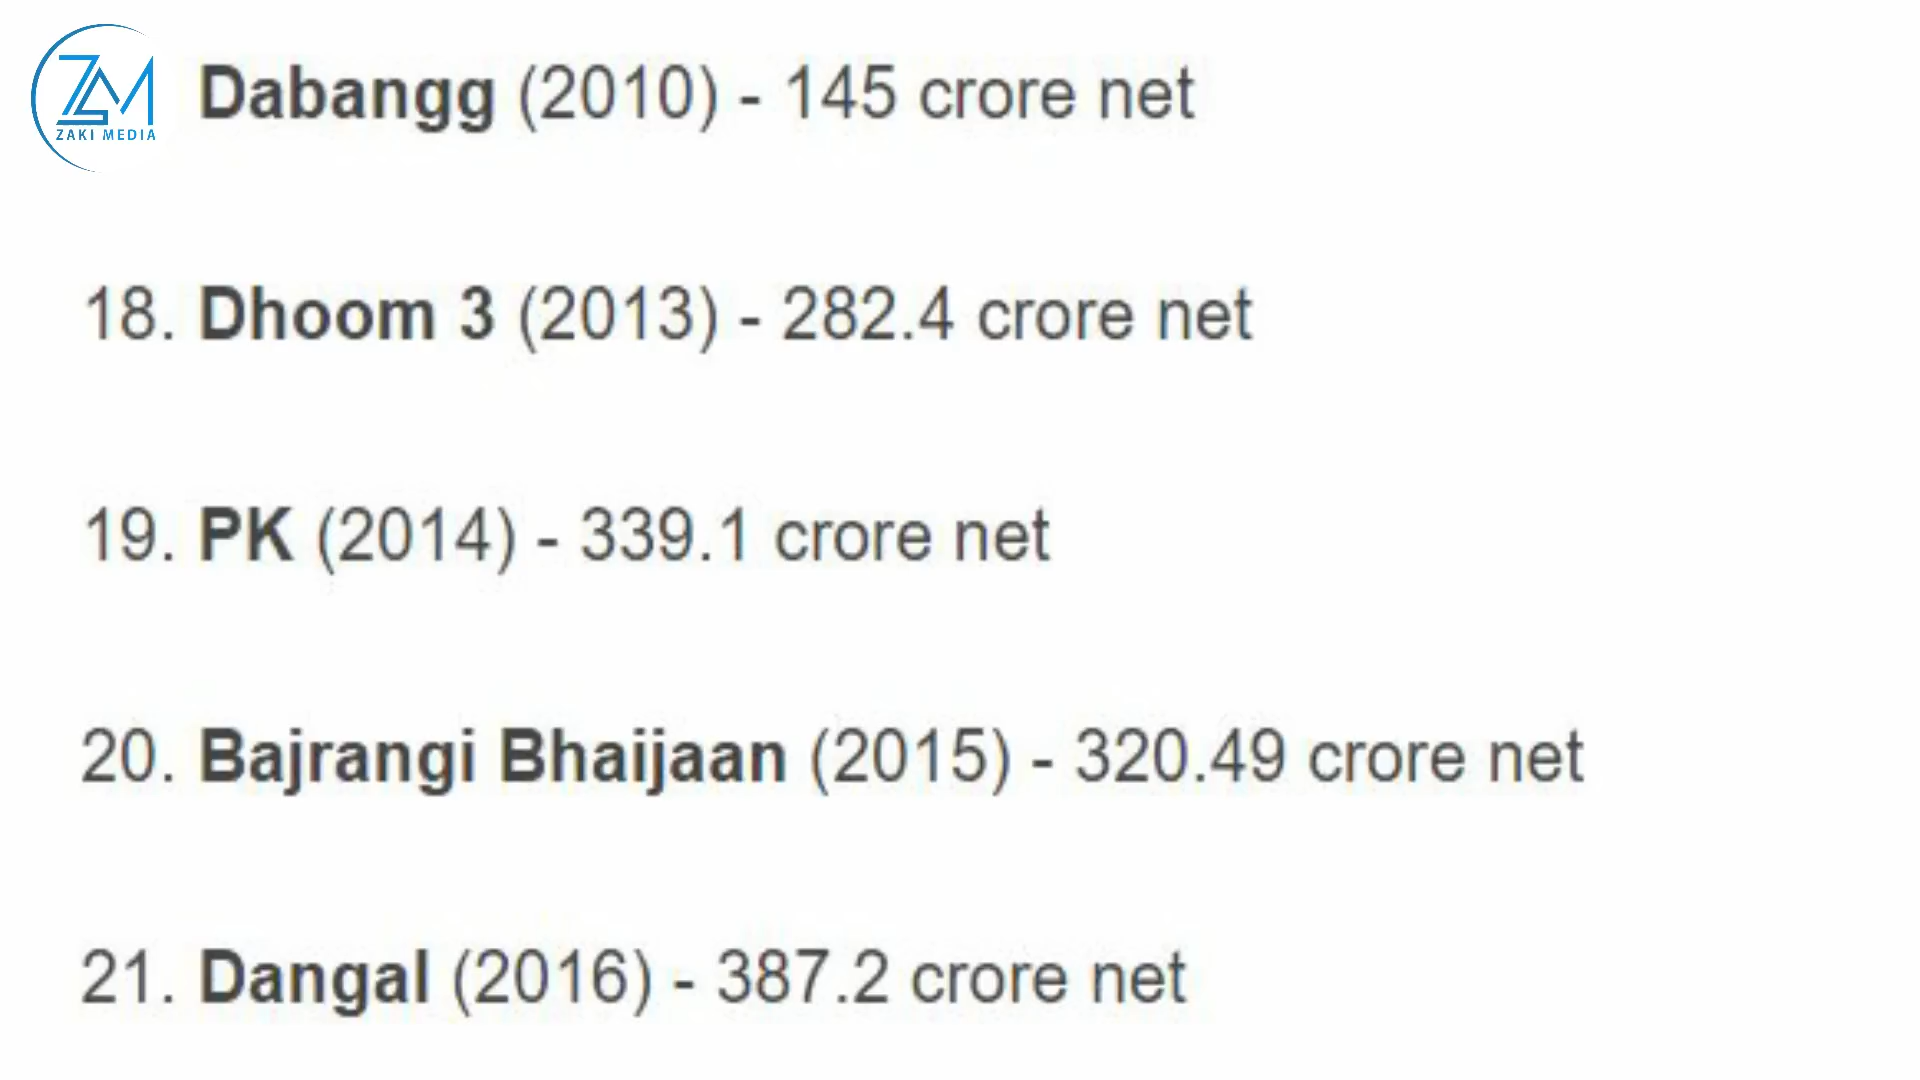 ZM
ZAKI MEDIA
Dabangg (2010) - 145 crore net
18. Dhoom 3 (2013) - 282.4 crore net
19. PK (2014) - 339.1 crore net
20. Bajrangi Bhaijaan (2015) - 320.49 crore net
21. Dangal (2016) - 387.2 crore net